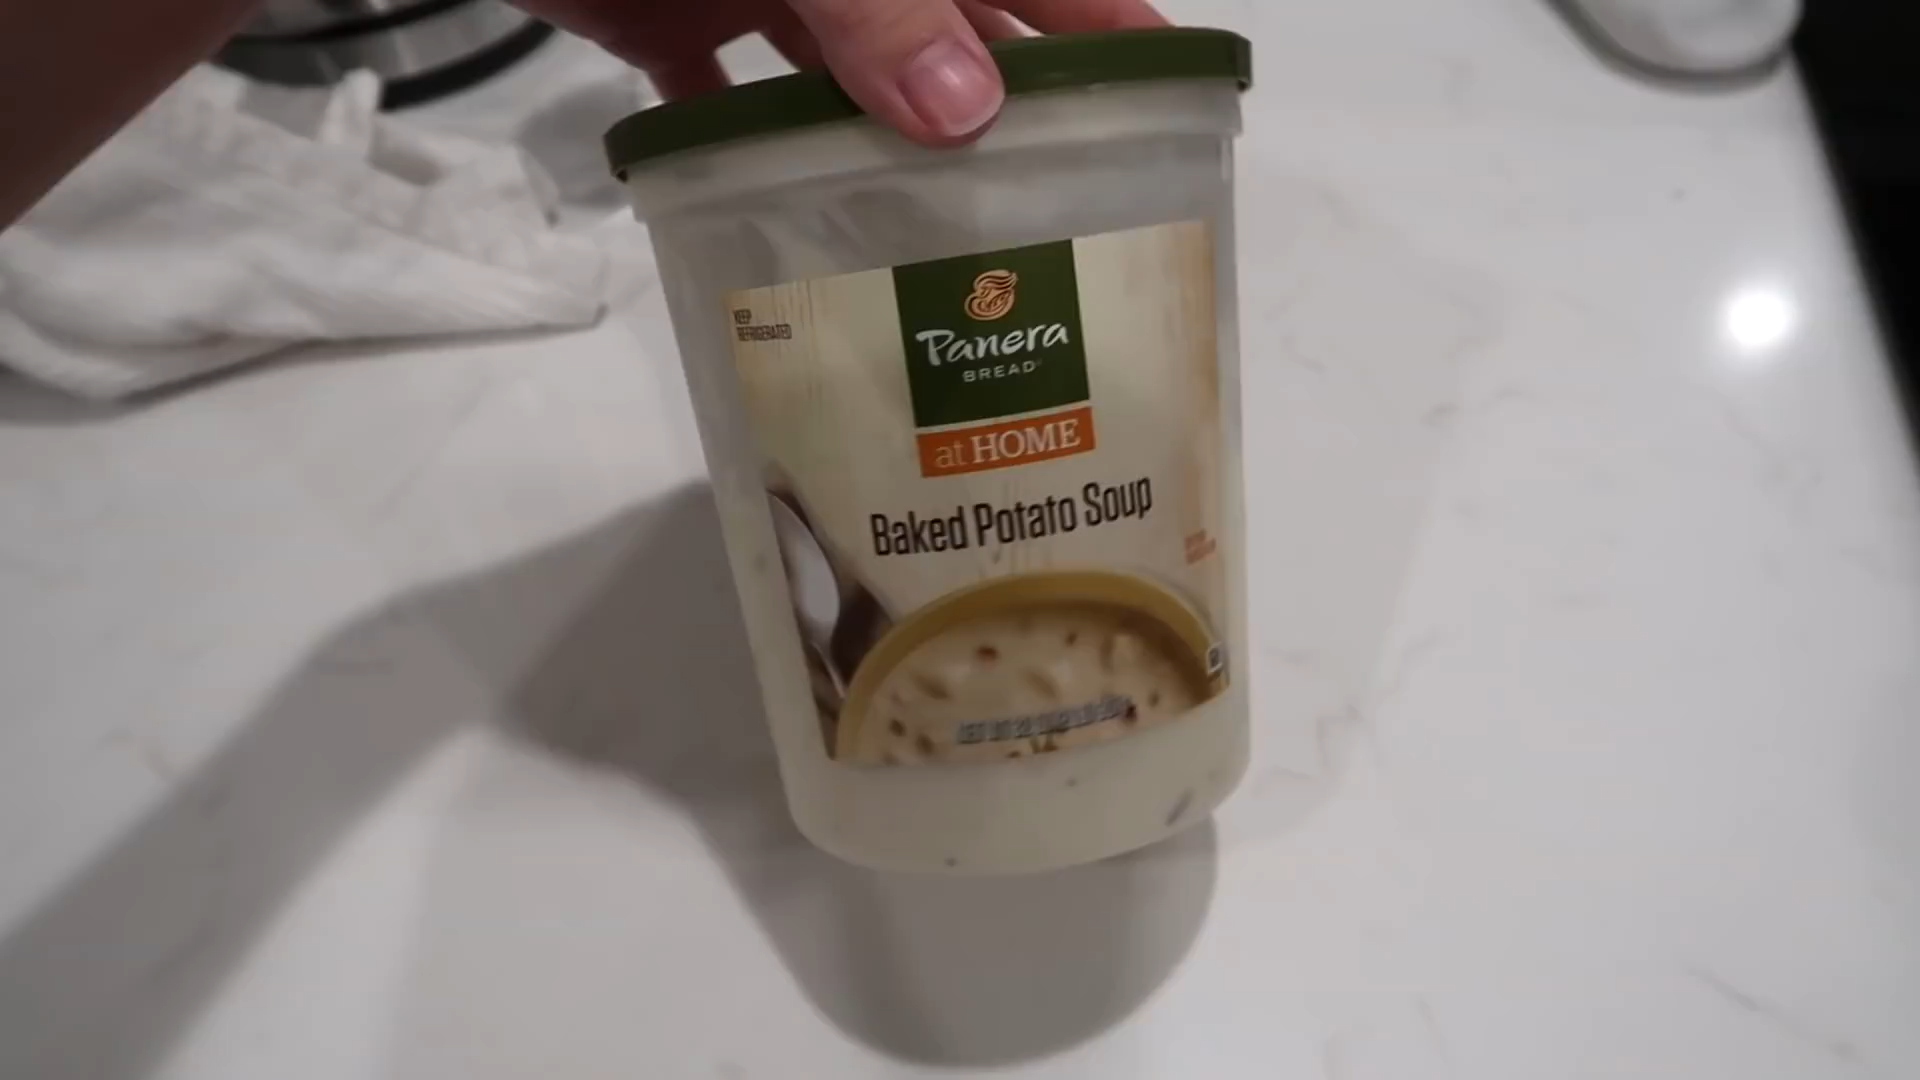 KEEP
REFRIGERATED
Panera
BREAD
at HOME
Baked Potato Soup